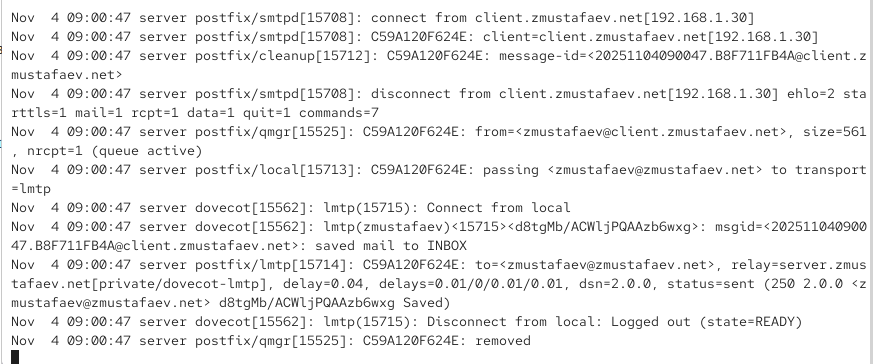 Nov  4 09:00:47 server postfix/smtpd[15708]: connect from client.zmustafaev.net[192.168.1.30]
Nov  4 09:00:47 server postfix/smtpd[15708]: C59A120F624E: client=client.zmustafaev.net[192.168.1.30]
Nov  4 09:00:47 server postfix/cleanup[15712]: C59A120F624E: message-id=<20251104090047.B8F711FB4A@client.z
mustafaev.net>
Nov  4 09:00:47 server postfix/smtpd[15708]: disconnect from client.zmustafaev.net[192.168.1.30] ehlo=2 sta
rttls=1 mail=1 rcpt=1 data=1 quit=1 commands=7
Nov  4 09:00:47 server postfix/qmgr[15525]: C59A120F624E: from=<zmustafaev@client.zmustafaev.net>, size=561
, nrcpt=1 (queue active)
Nov  4 09:00:47 server postfix/local[15713]: C59A120F624E: passing <zmustafaev@zmustafaev.net> to transport
=lmtp
Nov  4 09:00:47 server dovecot[15562]: lmtp(15715): Connect from local
Nov  4 09:00:47 server dovecot[15562]: lmtp(zmustafaev)<15715><d8tgMb/ACWljPQAAzb6wxg>: msgid=<202511040900
47.B8F711FB4A@client.zmustafaev.net>: saved mail to INBOX
Nov  4 09:00:47 server postfix/lmtp[15714]: C59A120F624E: to=<zmustafaev@zmustafaev.net>, relay=server.zmus
tafaev.net[private/dovecot-lmtp], delay=0.04, delays=0.01/0/0.01/0.01, dsn=2.0.0, status=sent (250 2.0.0 <z
mustafaev@zmustafaev.net> d8tgMb/ACWljPQAAzb6wxg Saved)
Nov  4 09:00:47 server dovecot[15562]: lmtp(15715): Disconnect from local: Logged out (state=READY)
Nov  4 09:00:47 server postfix/qmgr[15525]: C59A120F624E: removed